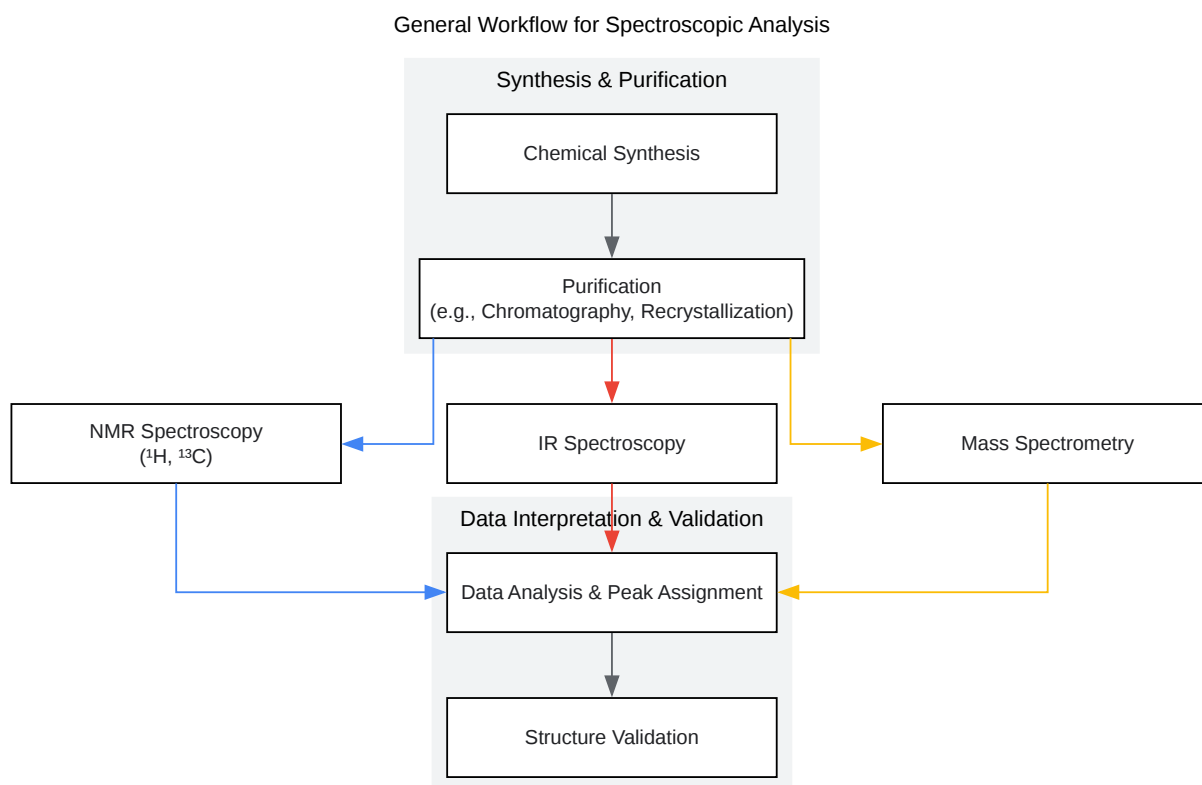 General Workflow for Spectroscopic Analysis
Synthesis & Purification
Chemical Synthesis
Purification
(e.g., Chromatography, Recrystallization)
NMR Spectroscopy
(¹H, ¹³C)
IR Spectroscopy
Mass Spectrometry
Data Interpretation & Validation
Data Analysis & Peak Assignment
Structure Validation